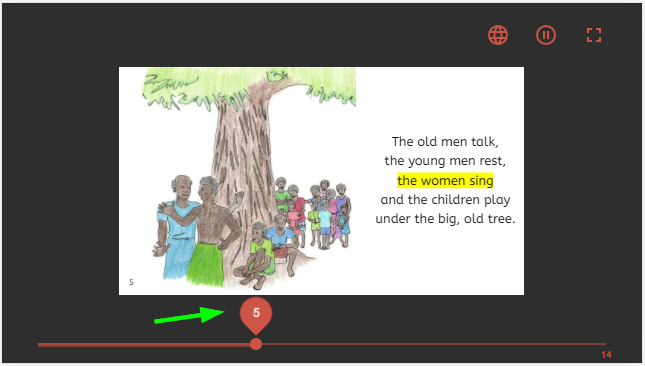 The old men talk,
the young men rest,
the women sing
and the children play
under the big, old tree.
5
5
14